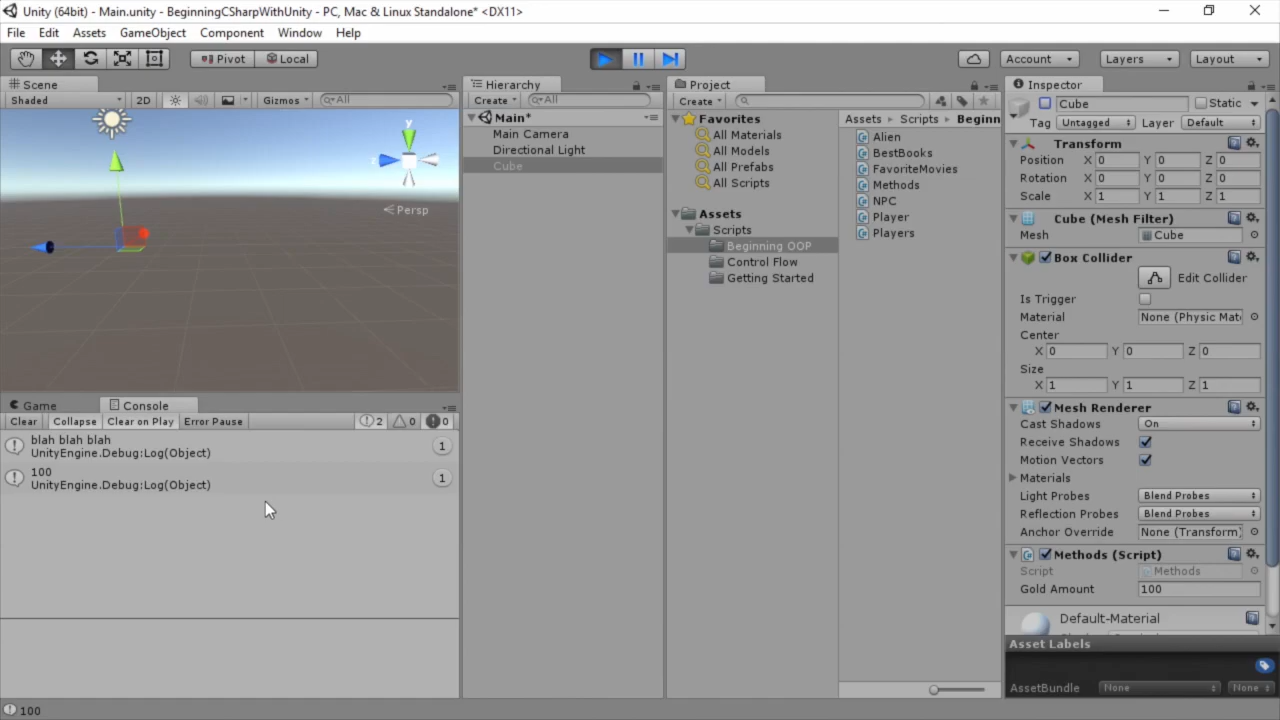 Unity (64bit) - Main.unity - BeginningCSharpWithUnity - PC, Mac & Linux Standalone* <DX11>
File Edit Assets GameObject Component Window Help
Pivot Local Account Layers Layout
Scene
Shaded 2D Gizmos All
y
z
Persp
Game Console
Clear Collapse Clear on Play Error Pause 2 0 0
blah blah blah
UnityEngine.Debug:Log(Object)
1
100
UnityEngine.Debug:Log(Object)
1
100
Hierarchy
Create All
Main*
Main Camera
Directional Light
Cube
Project
Create
Favorites
All Materials
All Models
All Prefabs
All Scripts
Assets
Scripts
Beginning OOP
Control Flow
Getting Started
Assets Scripts Beginn
Alien
BestBooks
FavoriteMovies
Methods
NPC
Player
Players
Inspector
Cube Static
Tag Untagged Layer Default
Transform
Position X 0 Y 0 Z 0
Rotation X 0 Y 0 Z 0
Scale X 1 Y 1 Z 1
Cube (Mesh Filter)
Mesh Cube
Box Collider
Edit Collider
Is Trigger
Material None (Physic Mat
Center
X 0 Y 0 Z 0
Size
X 1 Y 1 Z 1
Mesh Renderer
Cast Shadows On
Receive Shadows
Motion Vectors
Materials
Light Probes Blend Probes
Reflection Probes Blend Probes
Anchor Override None (Transform)
Methods (Script)
Script Methods
Gold Amount 100
Default-Material
Asset Labels
AssetBundle None None